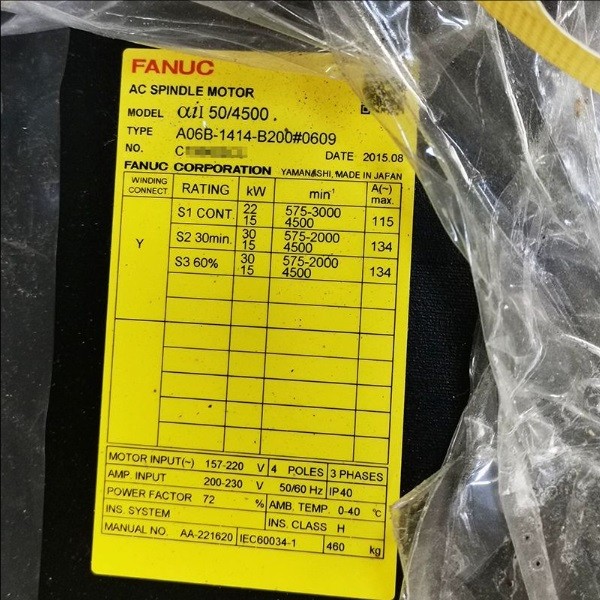 FANUC
AC SPINDLE MOTOR
MODEL αiI 50/4500
TYPE A06B-1414-B200#0609
NO. C
DATE 2015.08
FANUC CORPORATION YAMANASHI, MADE IN JAPAN
WINDING CONNECT RATING kW min⁻¹ A(~) max.
Y
S1 CONT. 22 575-3000 115
15 4500
S2 30min. 30 575-2000 134
15 4500
S3 60% 30 575-2000 134
15 4500
MOTOR INPUT(~) 157-220 V 4 POLES 3 PHASES
AMP. INPUT 200-230 V 50/60 Hz IP40
POWER FACTOR 72 % AMB. TEMP. 0-40 ℃
INS. SYSTEM INS. CLASS H
MANUAL NO. AA-221620 IEC60034-1 460 kg